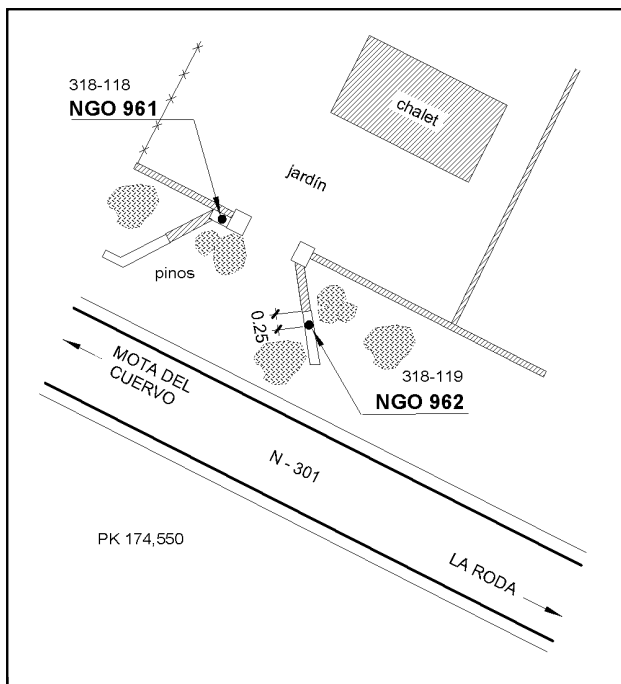 318-118
NGO 961
chalet
jardín
pinos
0.25
318-119
NGO 962
MOTA DEL
CUERVO
N - 301
PK 174,550
LA RODA